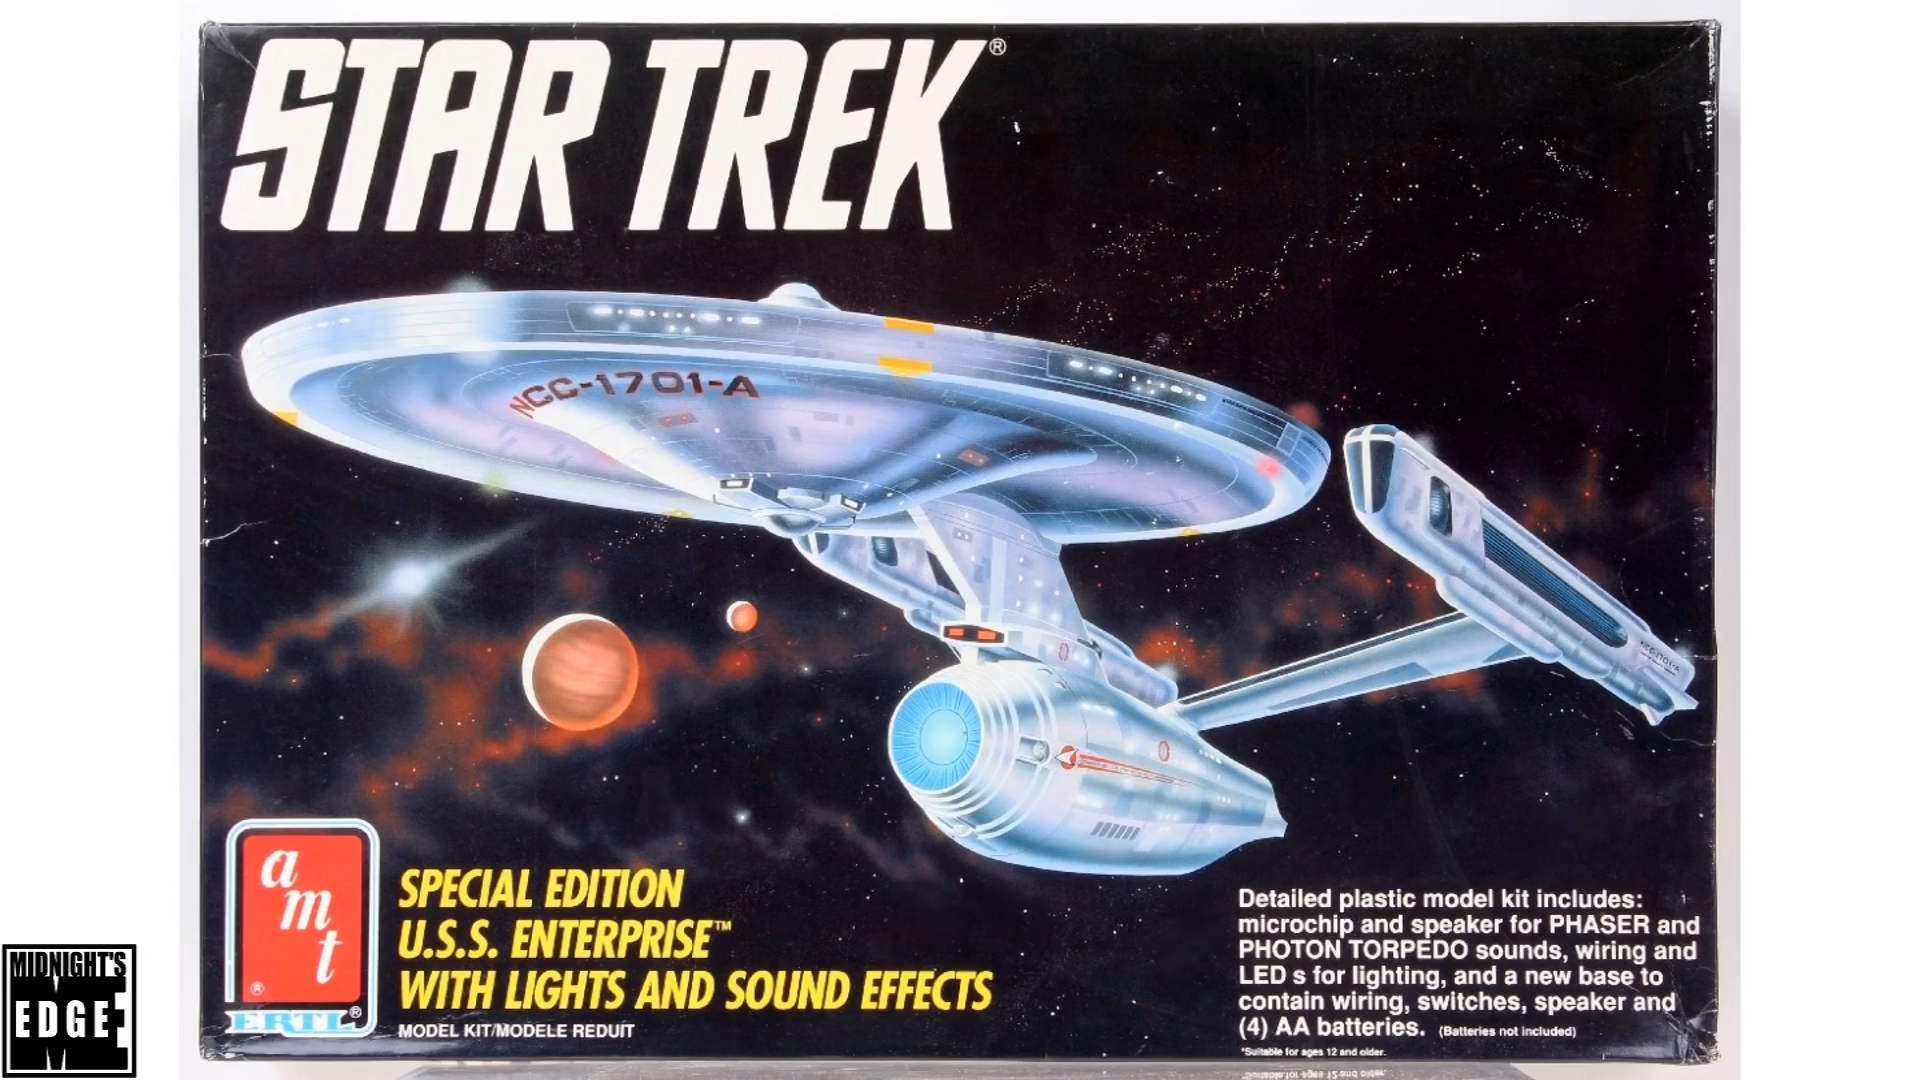 STAR TREK®
NCC-1701-A
NCC-1701-A
a
m
t
®
ERTL®
SPECIAL EDITION
U.S.S. ENTERPRISE™
WITH LIGHTS AND SOUND EFFECTS
MODEL KIT/MODELE REDUIT
Detailed plastic model kit includes:
microchip and speaker for PHASER and
PHOTON TORPEDO sounds, wiring and
LED s for lighting, and a new base to
contain wiring, switches, speaker and
(4) AA batteries. (Batteries not included)
*Suitable for ages 12 and older.
MIDNIGHT'S
EDGE